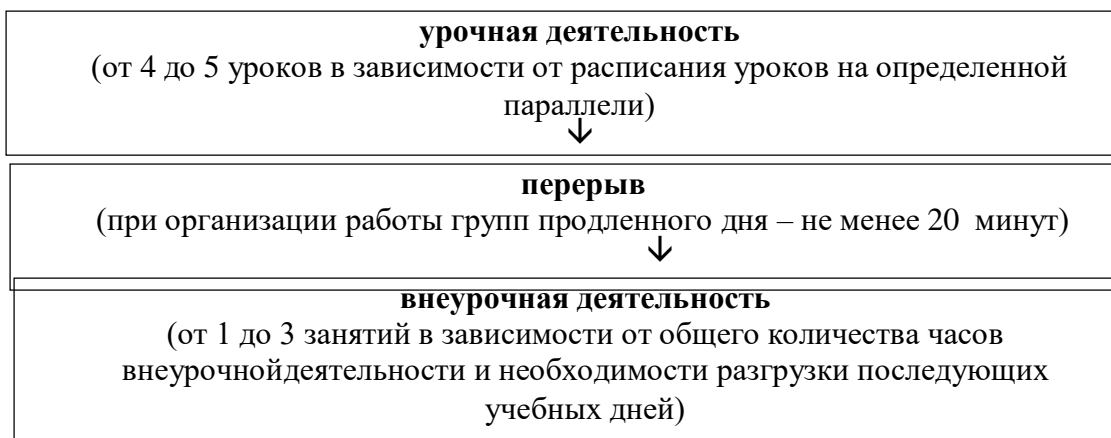 урочная деятельность
(от 4 до 5 уроков в зависимости от расписания уроков на определенной
параллели)
перерыв
(при организации работы групп продленного дня – не менее 20 минут)
внеурочная деятельность
(от 1 до 3 занятий в зависимости от общего количества часов
внеурочнойдеятельности и необходимости разгрузки последующих
учебных дней)